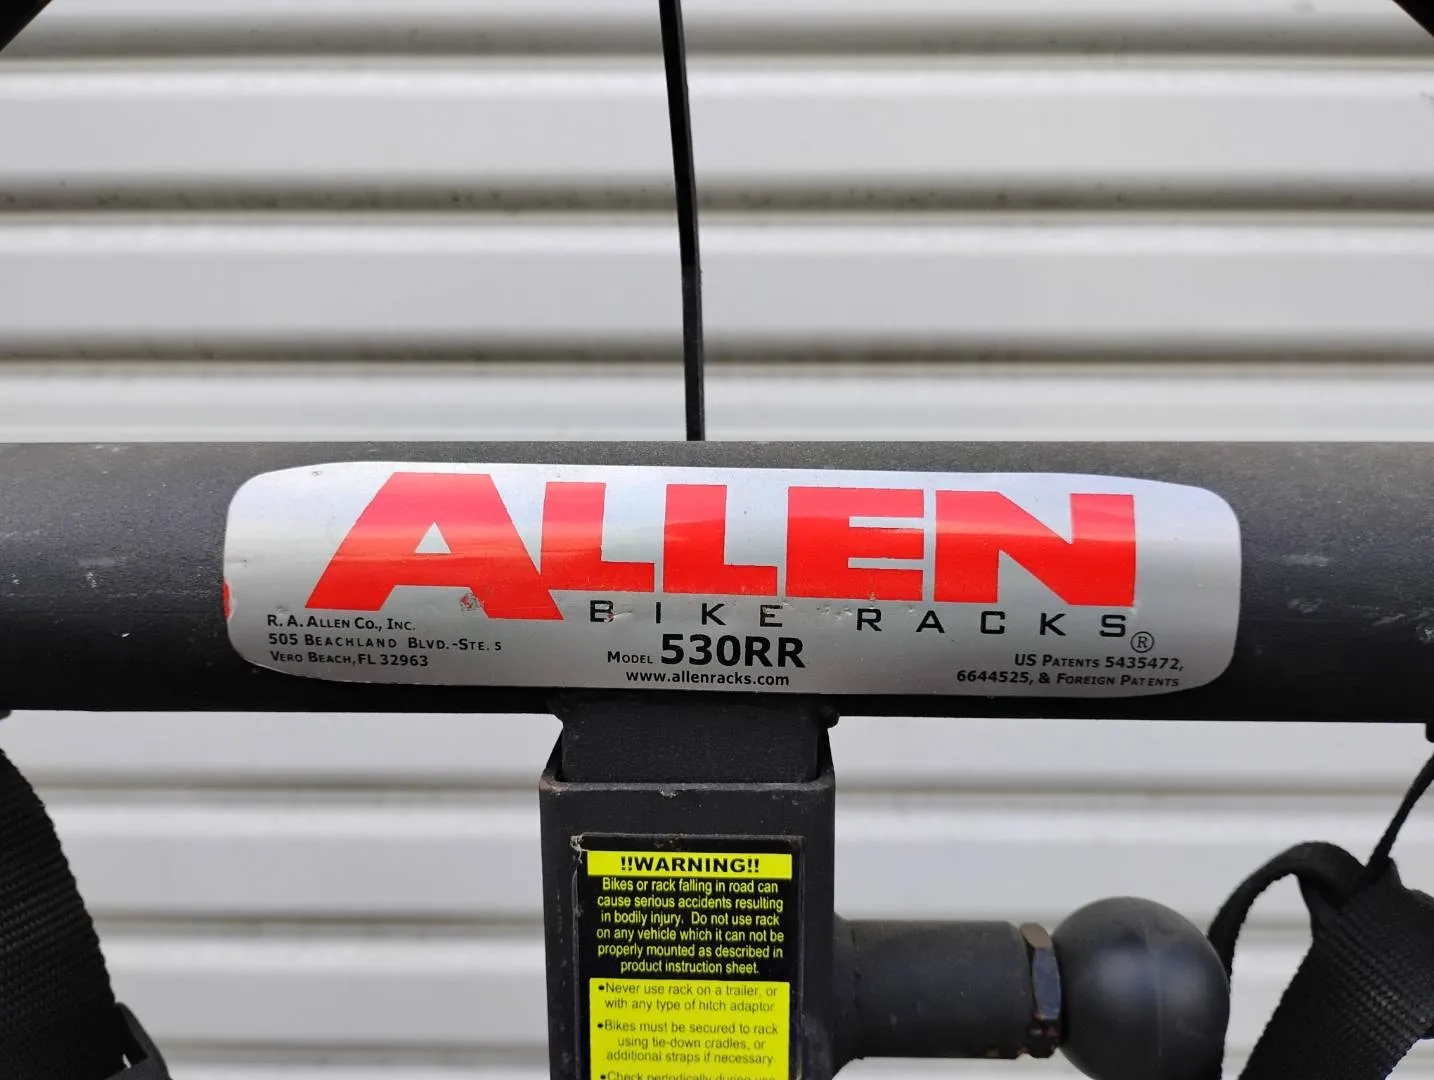 ALLEN
BIKE RACKS®
R. A. ALLEN CO., INC.
505 BEACHLAND BLVD.-STE. 5
VERO BEACH, FL 32963
MODEL 530RR
www.allenracks.com
US PATENTS 5435472,
6644525, & FOREIGN PATENTS
!!WARNING!!
Bikes or rack falling in road can
cause serious accidents resulting
in bodily injury. Do not use rack
on any vehicle which it can not be
properly mounted as described in
product instruction sheet.
•Never use rack on a trailer, or
with any type of hitch adaptor
•Bikes must be secured to rack
using tie-down cradles, or
additional straps if necessary
•Check periodically during use